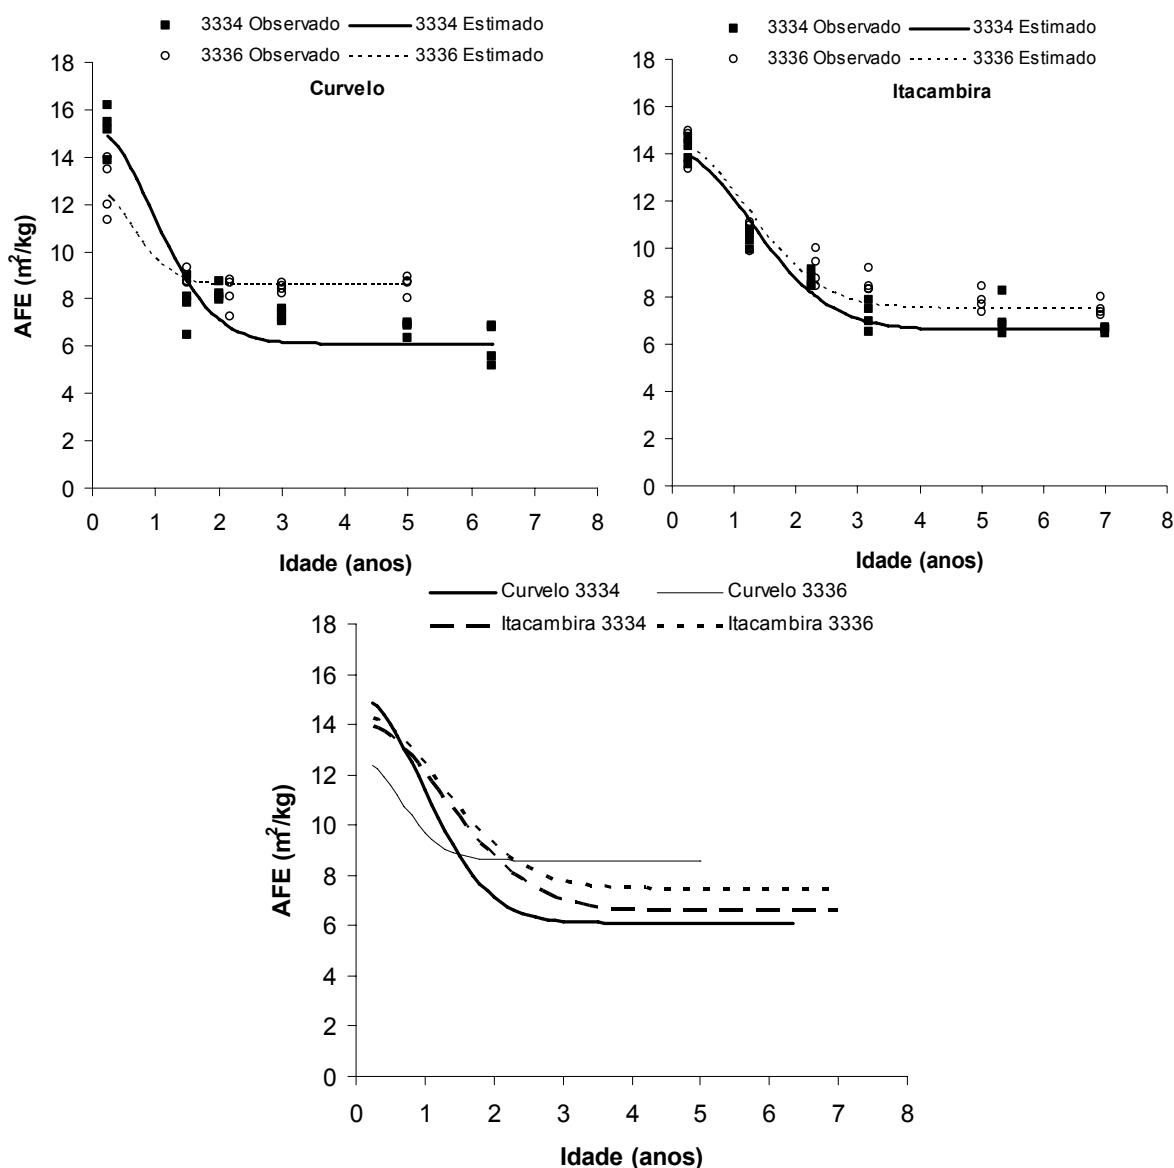 3334 Observado 3334 Estimado
3336 Observado 3336 Estimado
Curvelo
18
16
14
12
10
8
6
4
2
0
AFE (m²/kg)
0 1 2 3 4 5 6 7 8
Idade (anos)
3334 Observado 3334 Estimado
3336 Observado 3336 Estimado
Itacambira
18
16
14
12
10
8
6
4
2
0
0 1 2 3 4 5 6 7 8
Idade (anos)
Curvelo 3334 Curvelo 3336
Itacambira 3334 Itacambira 3336
18
16
14
12
10
8
6
4
2
0
AFE (m²/kg)
0 1 2 3 4 5 6 7 8
Idade (anos)